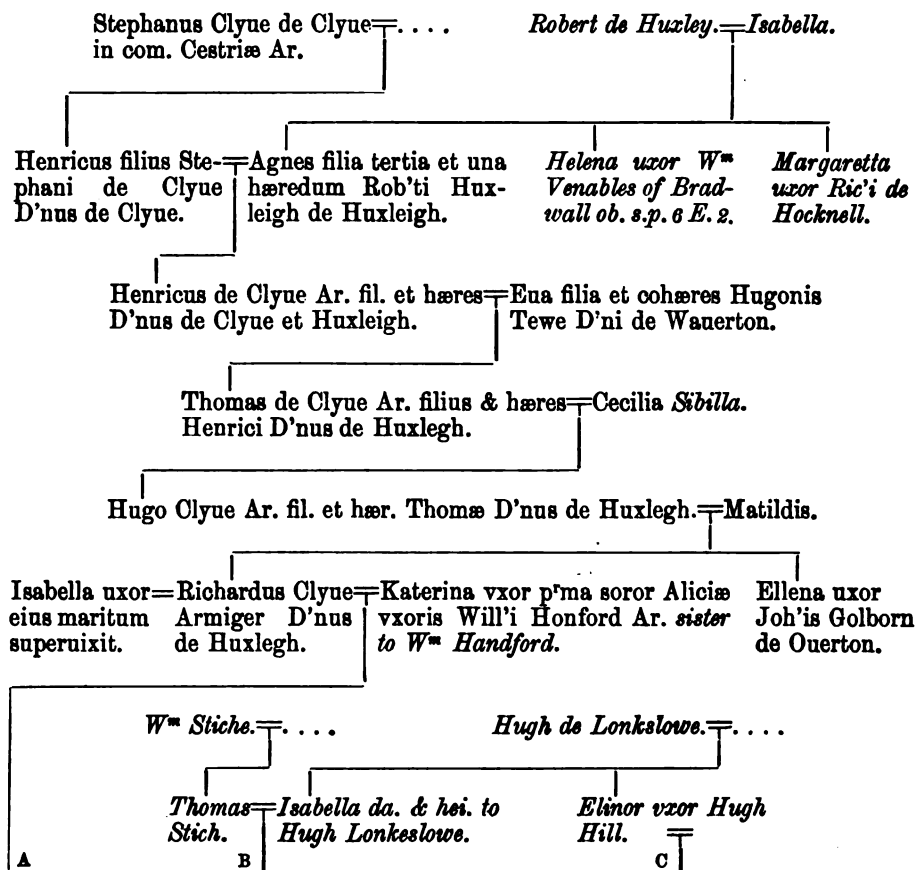 Stephanus Clyue de Clyue=. . . .
in com. Cestriæ Ar.
Robert de Huxley.=Isabella.
Henricus filius Ste-
phani de Clyue
D'nus de Clyue.
=Agnes filia tertia et una
hæredum Rob'ti Hux-
leigh de Huxleigh.
Helena uxor Wm
Venables of Brad-
wall ob. s.p. 6 E. 2.
Margaretta
uxor Ric'i de
Hocknell.
Henricus de Clyue Ar. fil. et hæres=Eua filia et cohæres Hugonis
D'nus de Clyue et Huxleigh.
Tewe D'ni de Wauerton.
Thomas de Clyue Ar. filius & hæres=Cecilia Sibilla.
Henrici D'nus de Huxlegh.
Hugo Clyue Ar. fil. et hær. Thomæ D'nus de Huxlegh.=Matildis.
Isabella uxor=
eius maritum
superuixit.
Richardus Clyue=
Armiger D'nus
de Huxlegh.
Katerina vxor prma soror Aliciæ
vxoris Will'i Honford Ar. sister
to Wm Handford.
Ellena uxor
Joh'is Golborn
de Ouerton.
Wm Stiche.=. . . .
Hugh de Lonkslowe.=. . . .
Thomas=
Stich.
Isabella da. & hei. to
Hugh Lonkeslowe.
Elinor vxor Hugh
Hill. =
A
B
C